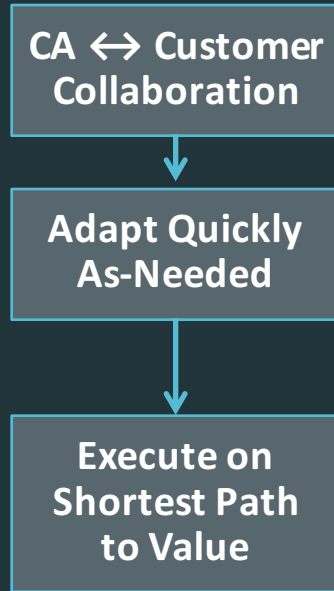 CA ↔ Customer
Collaboration
Adapt Quickly
As-Needed
Execute on
Shortest Path
to Value